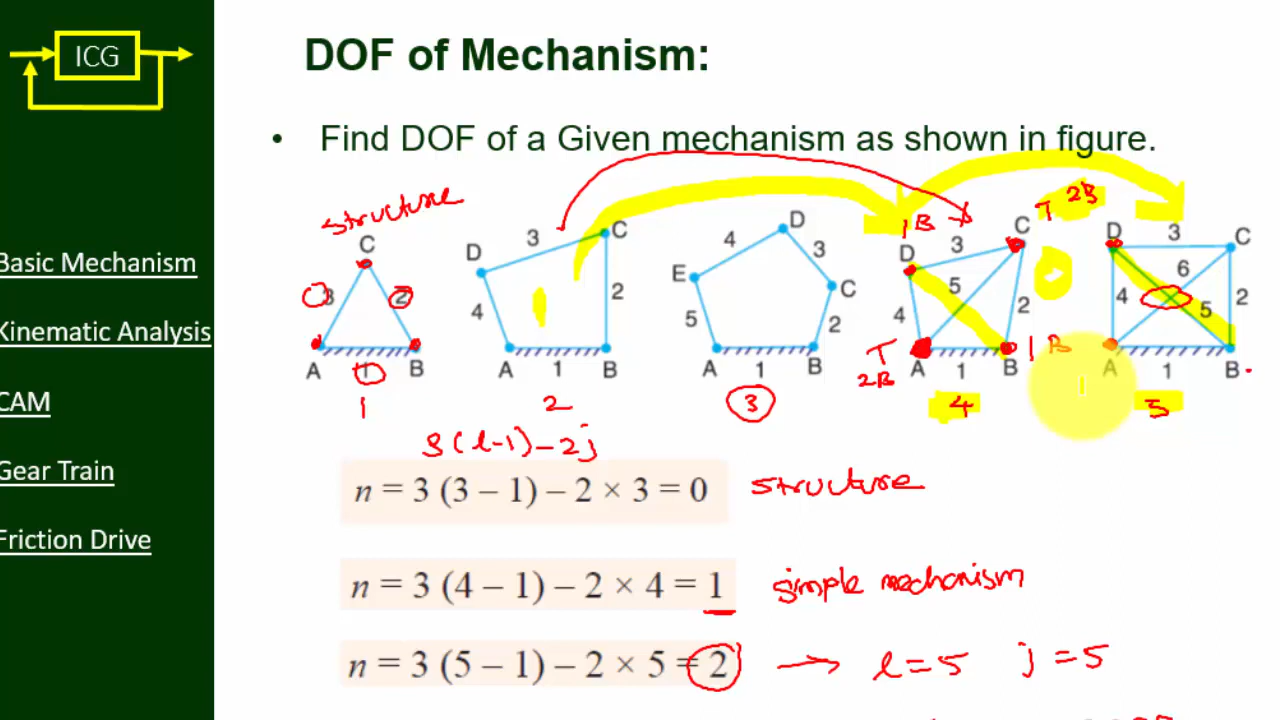 ICG
DOF of Mechanism:
• Find DOF of a Given mechanism as shown in figure.
Basic Mechanism
Kinematic Analysis
CAM
Gear Train
Friction Drive
structure
C
3
2
A
1
B
1
D
3
C
4
2
A
1
B
2
D
4
3
E
C
5
2
A
1
B
3
1B
T
2B
C
D
3
5
4
2
T
2B
A
1
B
1B
4
D
3
C
6
4
5
2
A
1
B
5
3(l-1)-2j
n = 3 (3 – 1) – 2 × 3 = 0 structure
n = 3 (4 – 1) – 2 × 4 = 1 simple mechanism
n = 3 (5 – 1) – 2 × 5 = 2 → l = 5 j = 5